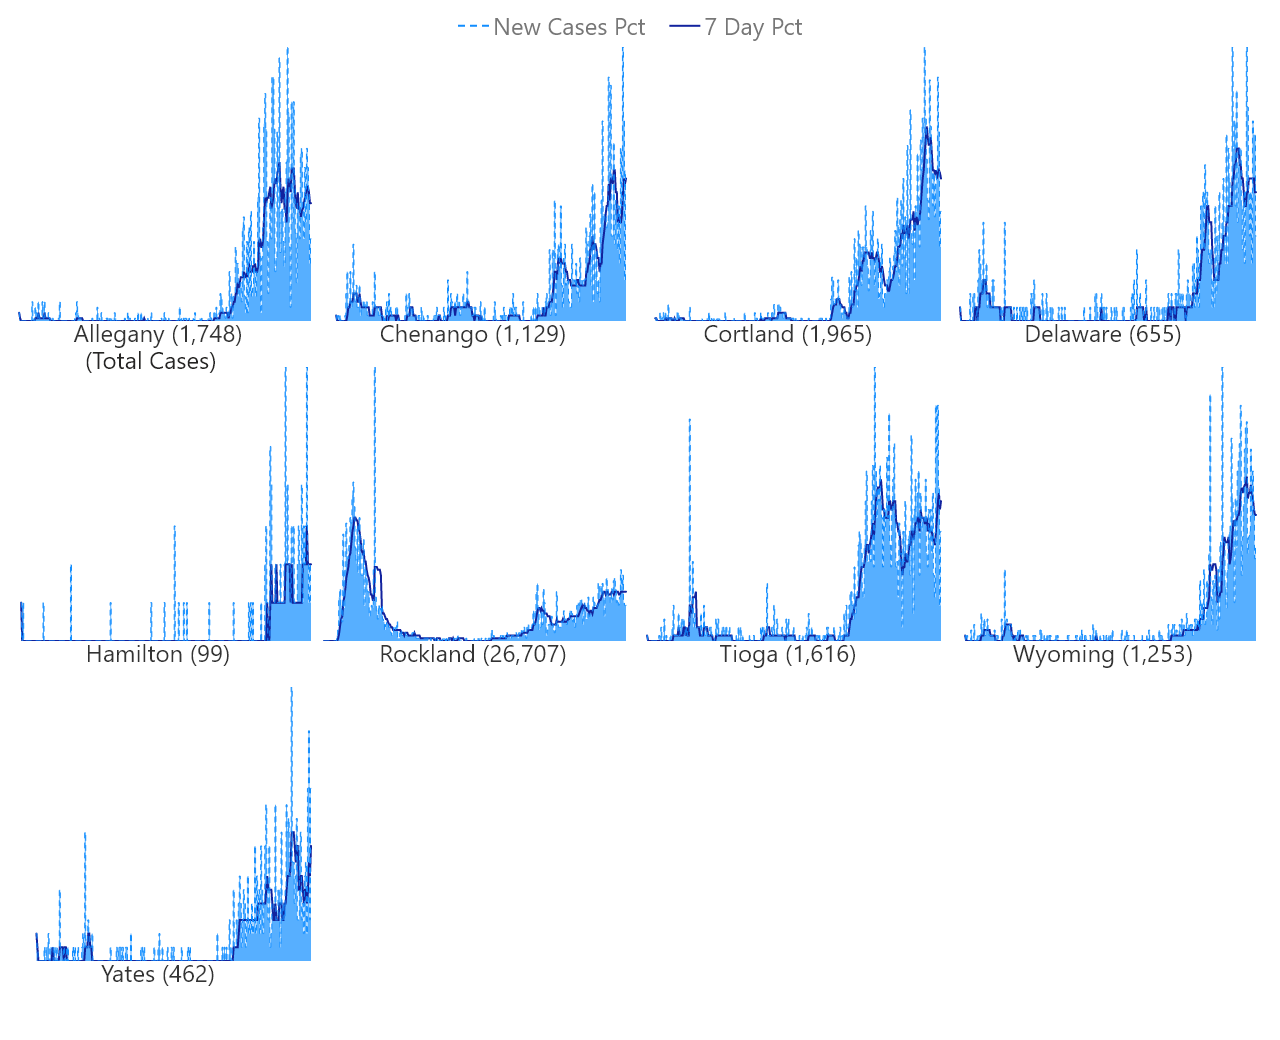 New Cases Pct 7 Day Pct
Allegany (1,748) Chenango (1,129) Cortland (1,965) Delaware (655)
(Total Cases)
Hamilton (99) Rockland (26,707) Tioga (1,616) Wyoming (1,253)
Yates (462)